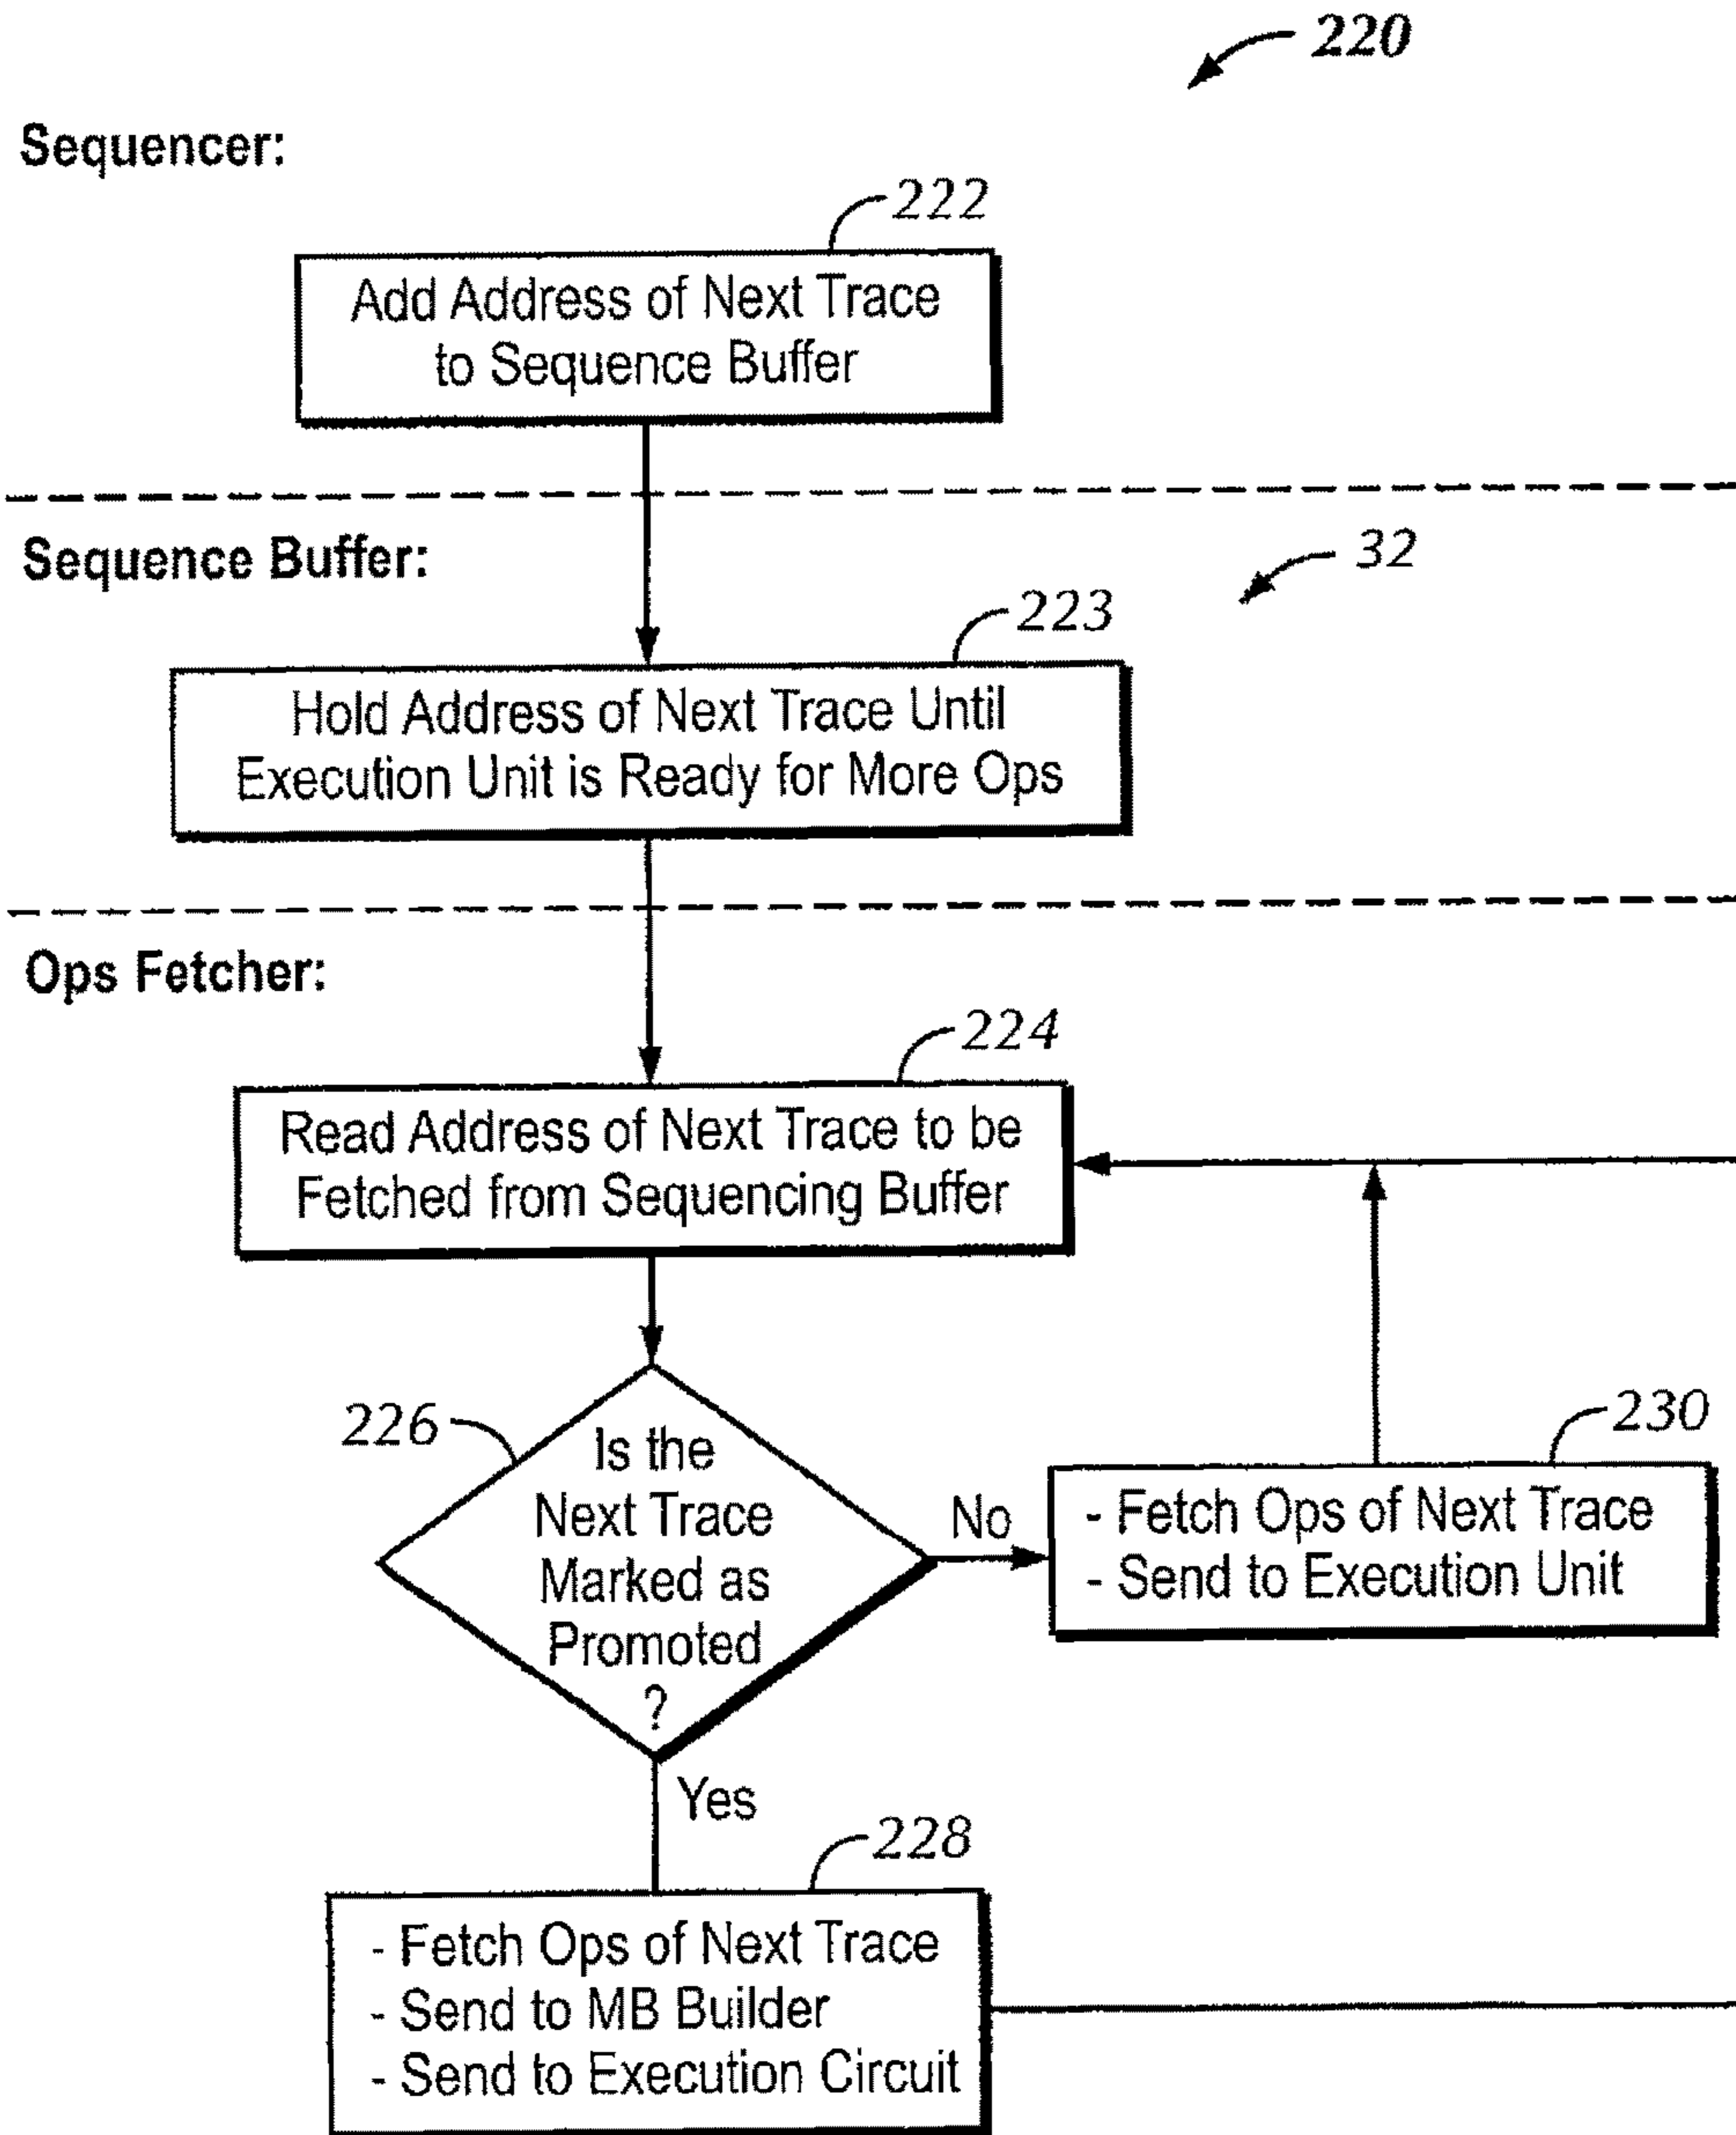 220
Sequencer:
222
Add Address of Next Trace
to Sequence Buffer
Sequence Buffer:
32
223
Hold Address of Next Trace Until
Execution Unit is Ready for More Ops
Ops Fetcher:
224
Read Address of Next Trace to be
Fetched from Sequencing Buffer
226
Is the
Next Trace
Marked as
Promoted
?
No
230
- Fetch Ops of Next Trace
- Send to Execution Unit
Yes
228
- Fetch Ops of Next Trace
- Send to MB Builder
- Send to Execution Circuit